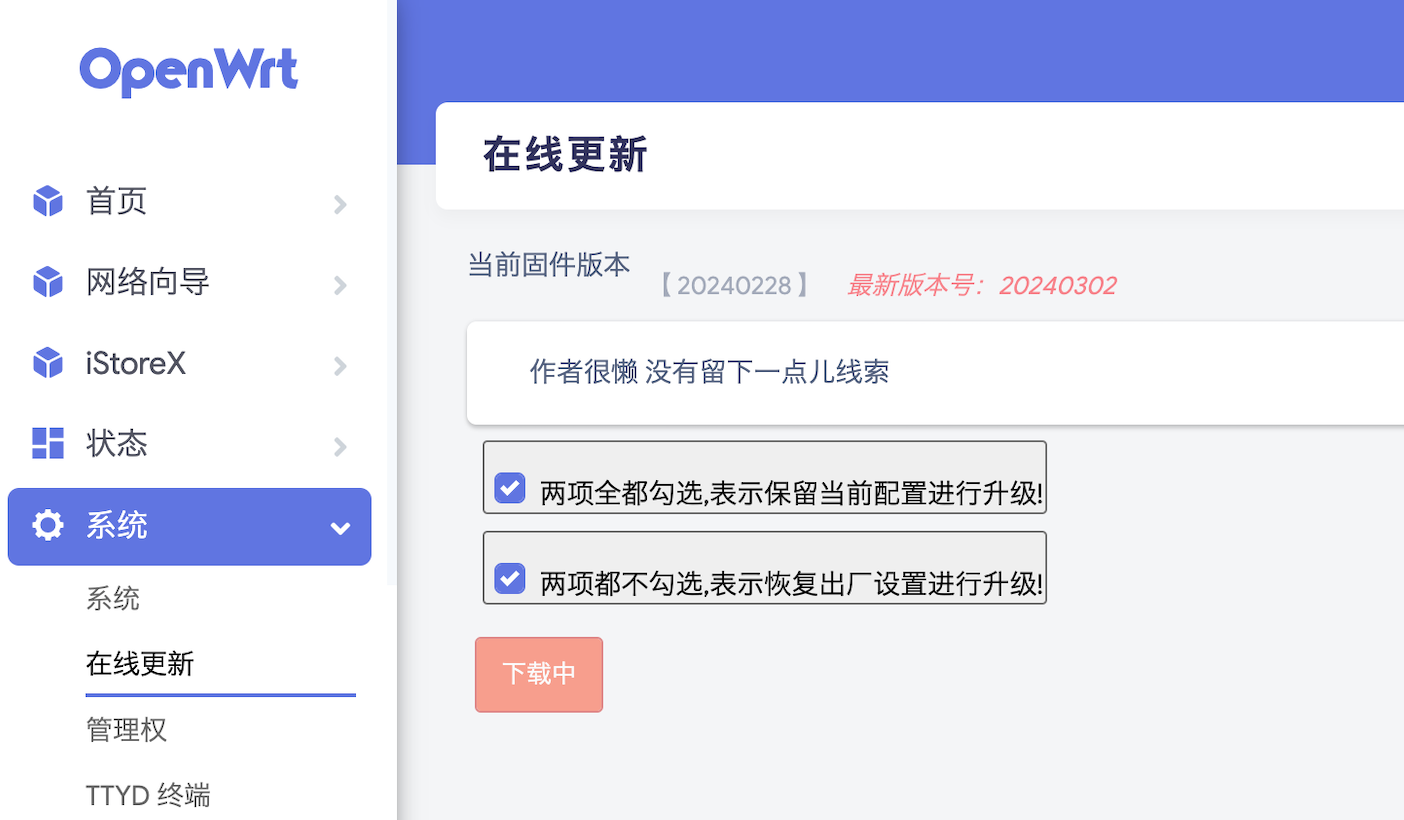 OpenWrt
首页
网络向导
iStoreX
状态
系统
系统
在线更新
管理权
TTYD 终端
在线更新
当前固件版本
【 20240228 】 最新版本号：20240302
作者很懒 没有留下一点儿线索
两项全都勾选,表示保留当前配置进行升级!
两项都不勾选,表示恢复出厂设置进行升级!
下载中